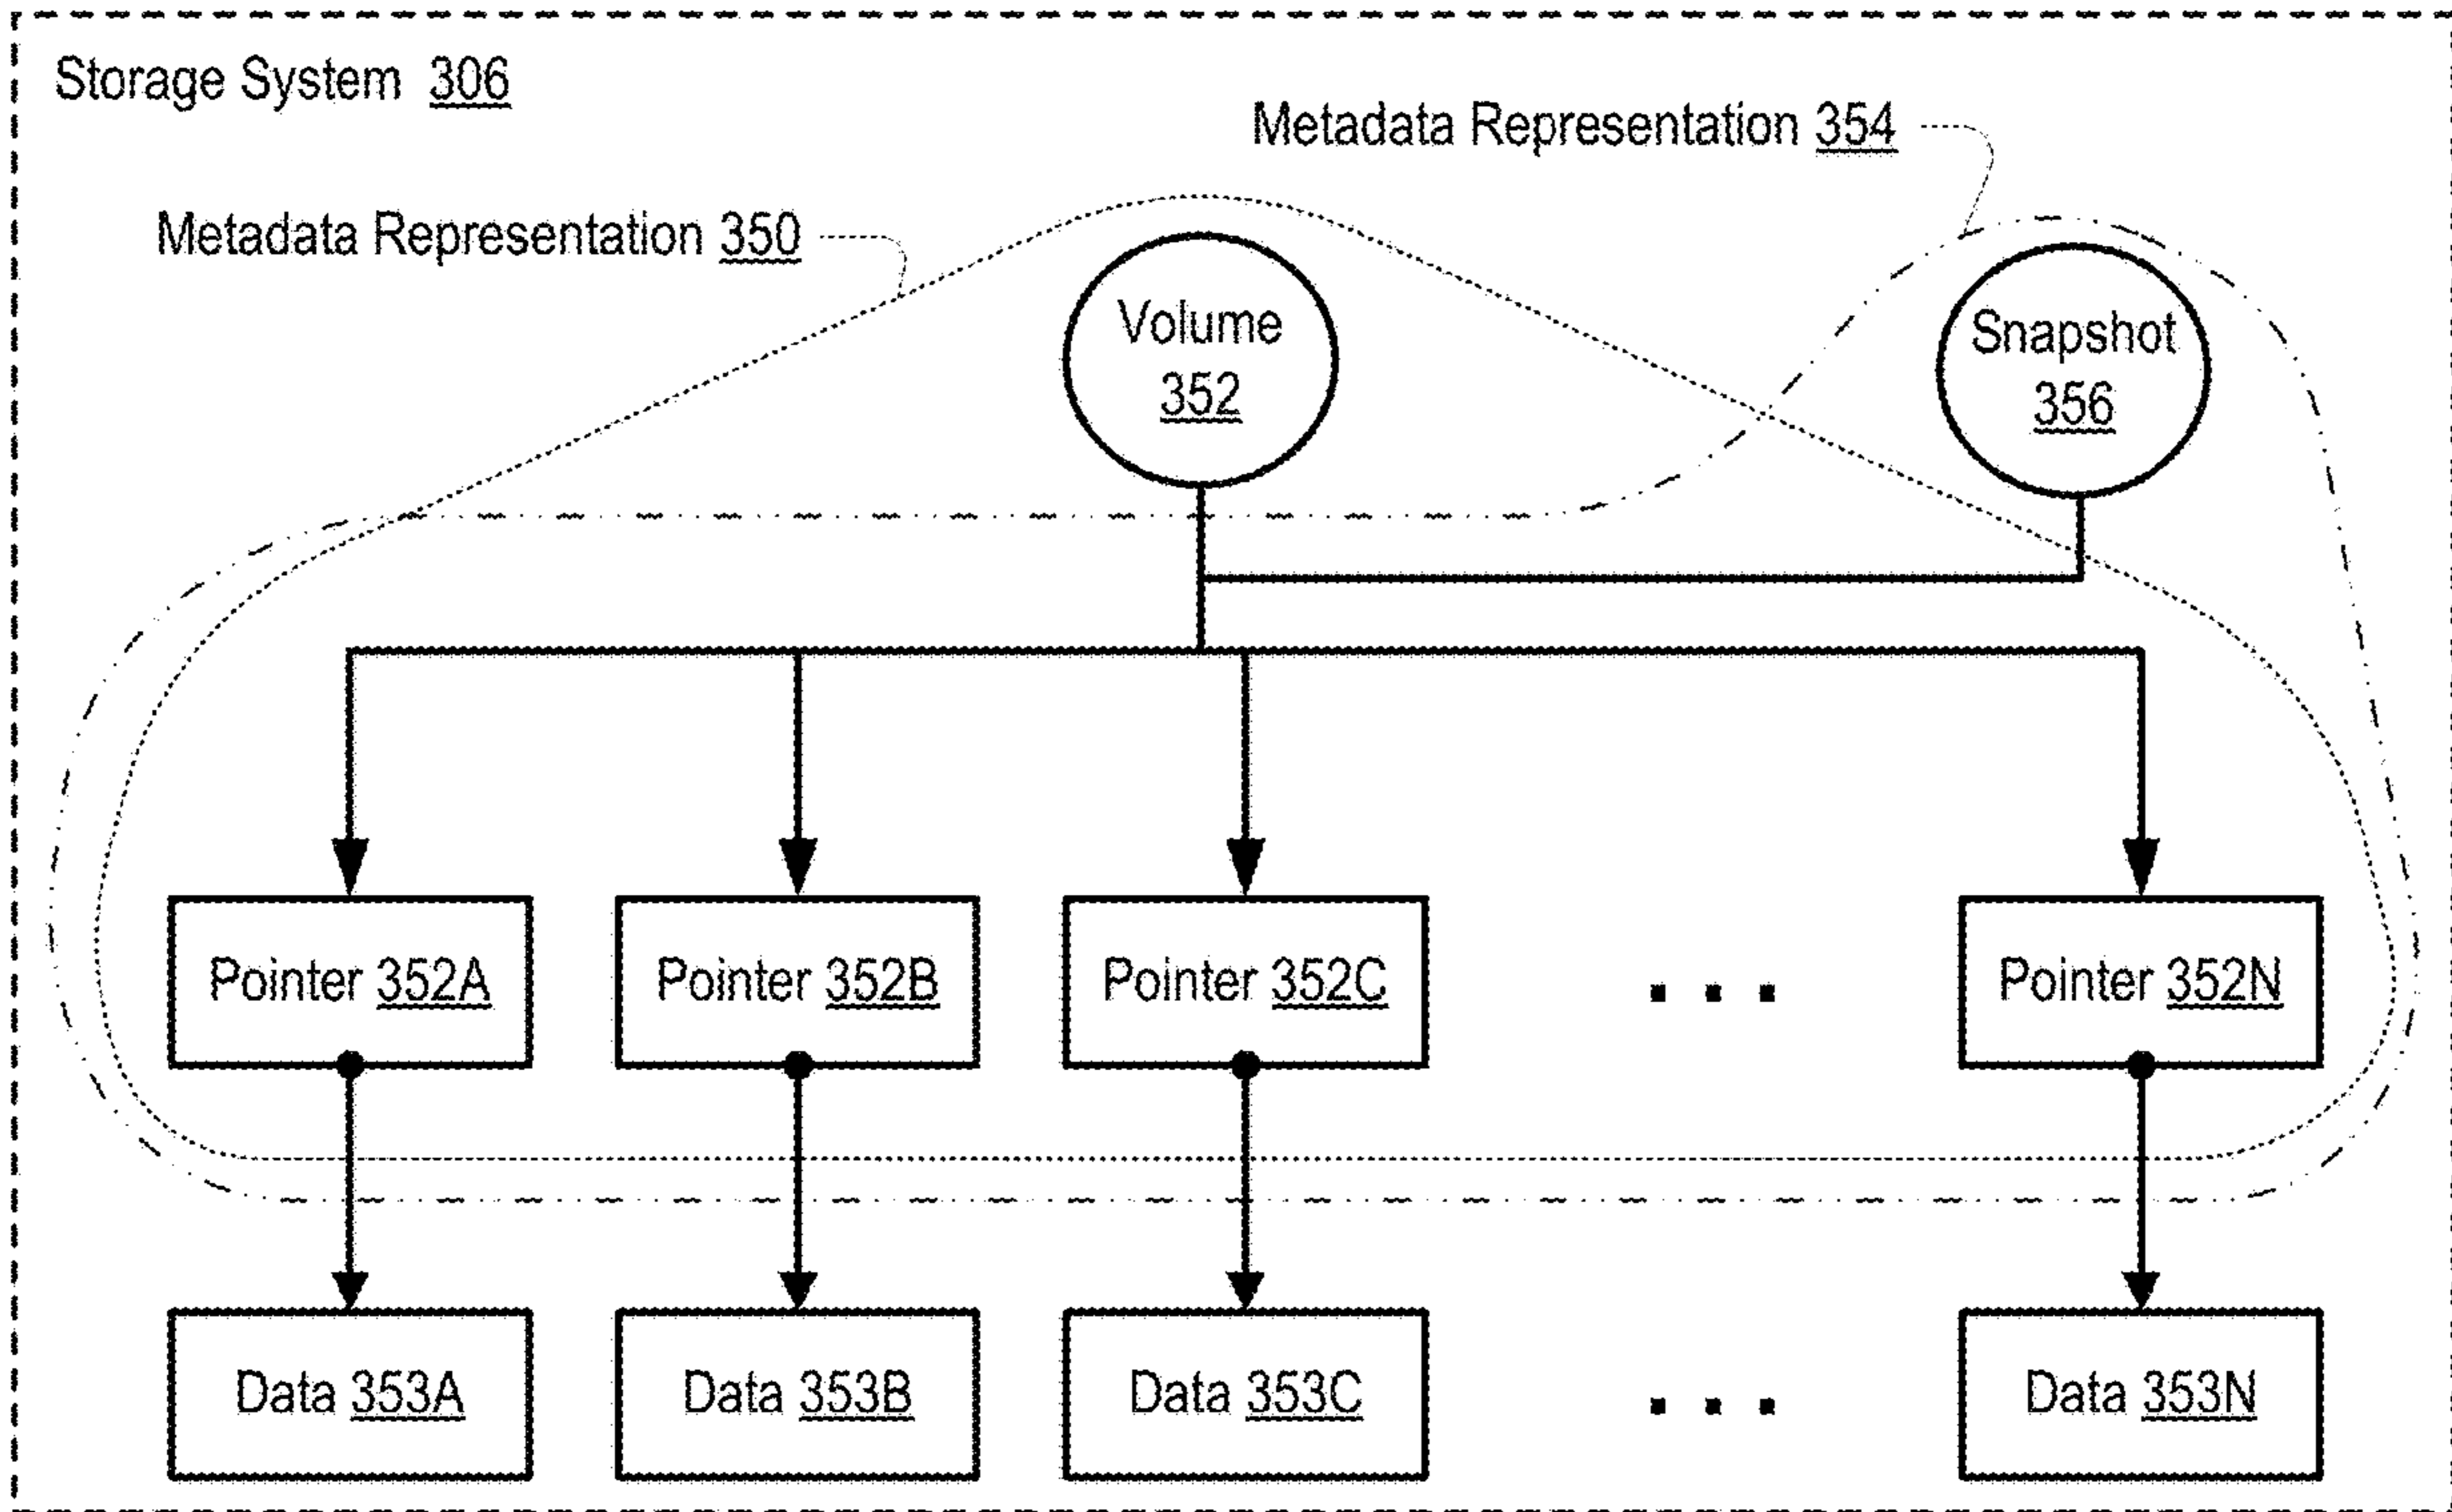 Storage System 306
Metadata Representation 354
Metadata Representation 350
Volume
352
Snapshot
356
Pointer 352A
Pointer 352B
Pointer 352C
. . .
Pointer 352N
Data 353A
Data 353B
Data 353C
. . .
Data 353N